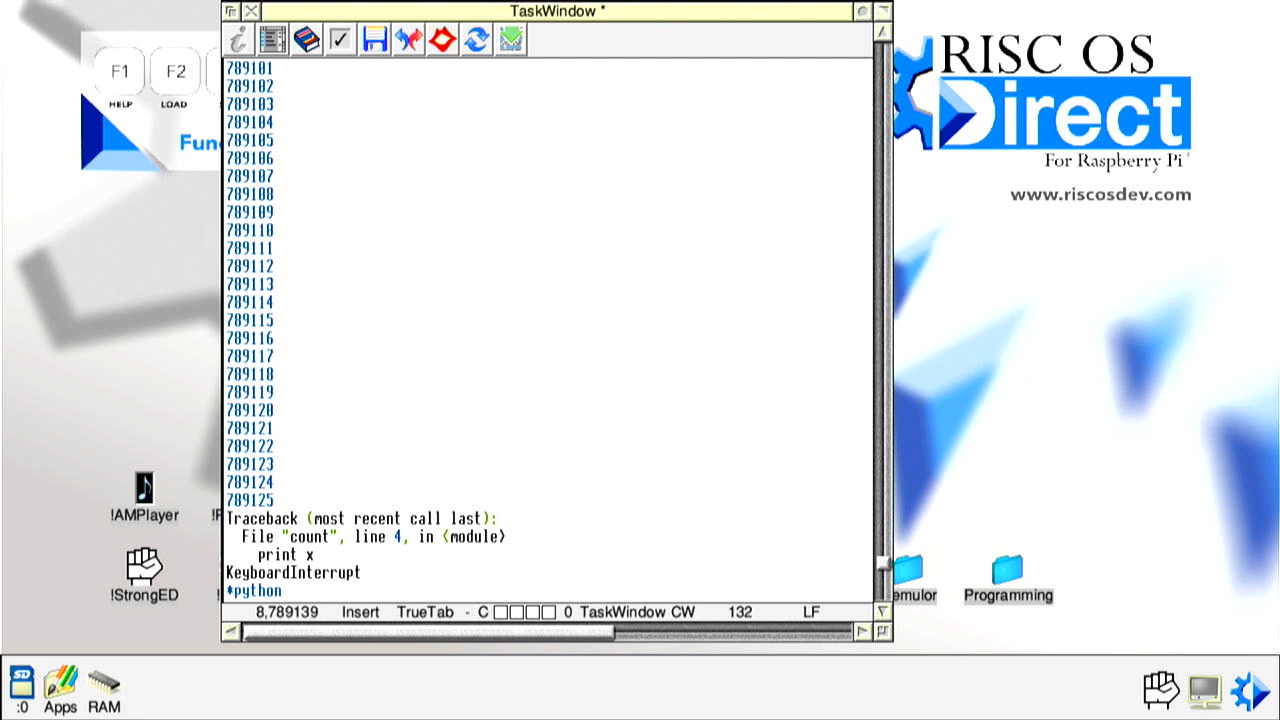 TaskWindow *
F1
F2
HELP
LOAD
Fun
RISC OS
Direct
For Raspberry Pi
www.riscosdev.com
789101
789102
789103
789104
789105
789106
789107
789108
789109
789110
789111
789112
789113
789114
789115
789116
789117
789118
789119
789120
789121
789122
789123
789124
789125
Traceback (most recent call last):
File "count", line 4, in <module>
print x
KeyboardInterrupt
*python
8,789139 Insert TrueTab - C 0 TaskWindow CW 132 LF
!AMPlayer
!StrongED
emulor
Programming
SD
:0
Apps
RAM